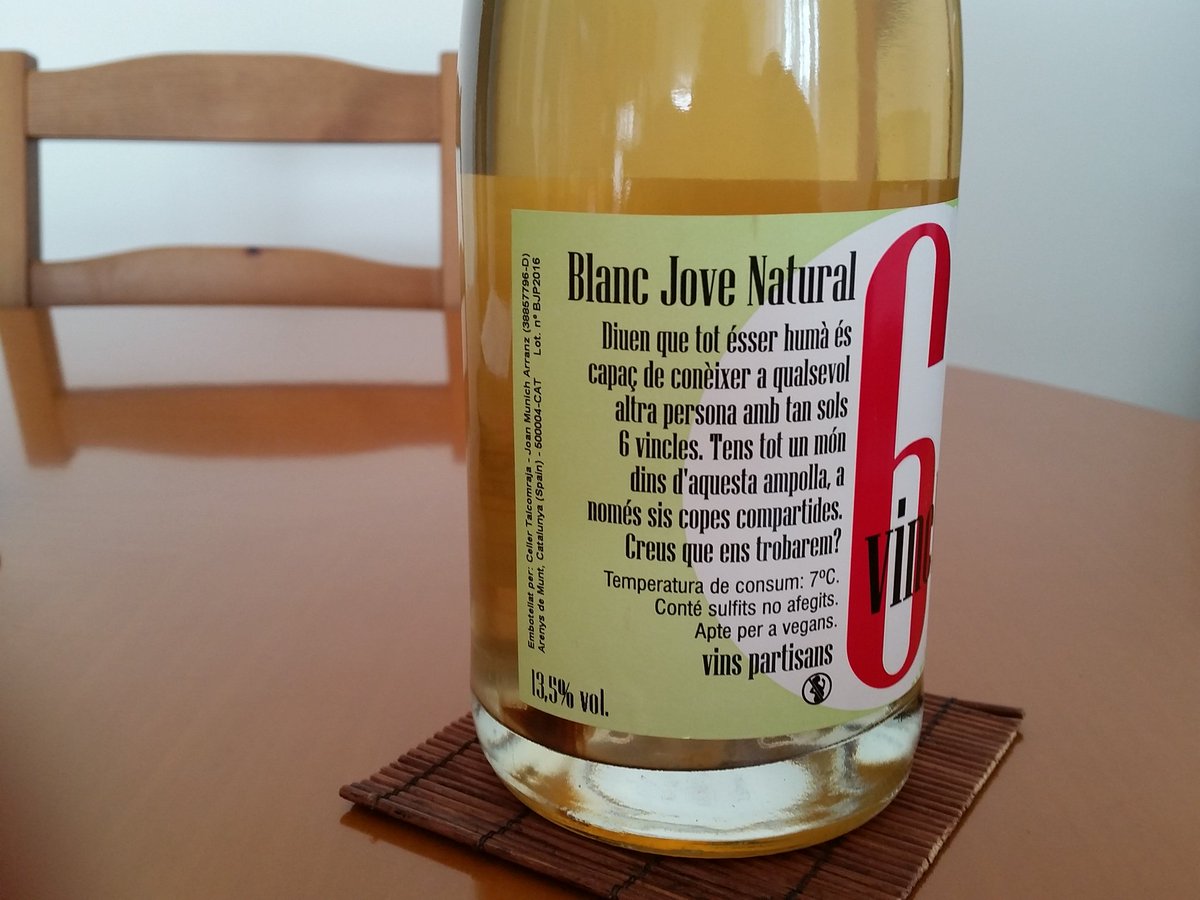 Blanc Jove Natural
Diuen que tot ésser humà és
capaç de conèixer a qualsevol
altra persona amb tan sols
6 vincles. Tens tot un món
dins d'aquesta ampolla, a
només sis copes compartides.
Creus que ens trobarem?
Temperatura de consum: 7ºC.
Conté sulfits no afegits.
Apte per a vegans.
vins partisans
13,5% vol.
Embotellat per: Celler Talcomraja - Joan Munich Arranz (38857796-D)
Arenys de Munt, Catalunya (Spain) - 500004-CAT Lot. nº BJP2016
6